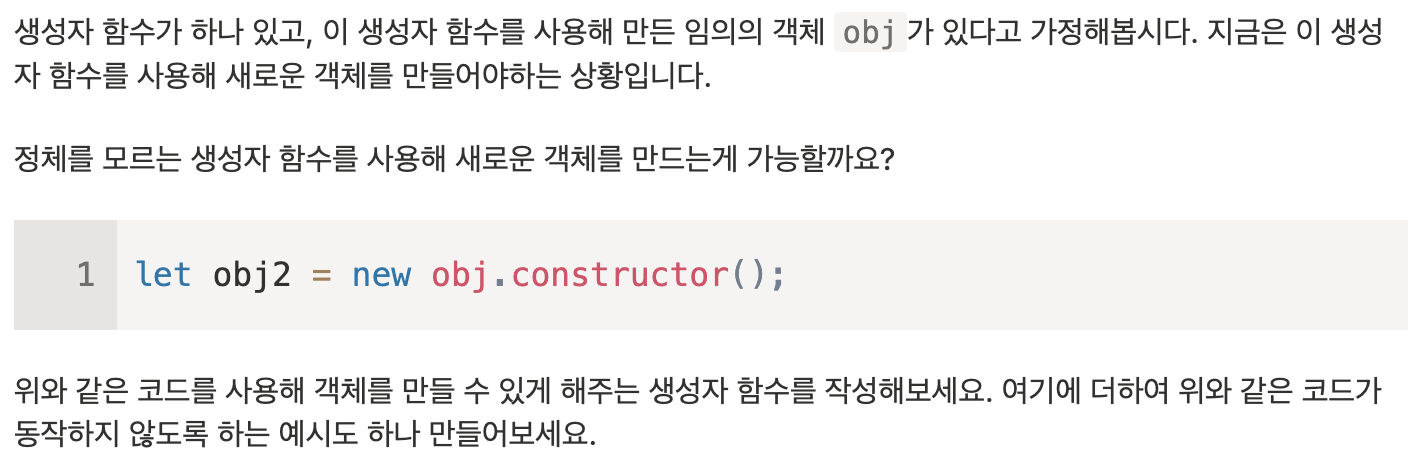 생성자 함수가 하나 있고, 이 생성자 함수를 사용해 만든 임의의 객체 obj가 있다고 가정해봅시다. 지금은 이 생성
자 함수를 사용해 새로운 객체를 만들어야하는 상황입니다.
정체를 모르는 생성자 함수를 사용해 새로운 객체를 만드는게 가능할까요?
1 let obj2 = new obj.constructor();
위와 같은 코드를 사용해 객체를 만들 수 있게 해주는 생성자 함수를 작성해보세요. 여기에 더하여 위와 같은 코드가
동작하지 않도록 하는 예시도 하나 만들어보세요.